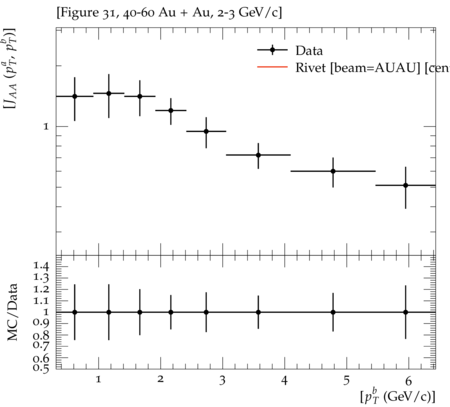 [Figure 31, 40-60 Au + Au, 2-3 GeV/c]
[J_AA (p_T^a, p_T^b)]
Data
Rivet [beam=AUAU] [cen
1
MC/Data
1.4
1.3
1.2
1.1
1
0.9
0.8
0.7
0.6
0.5
1 2 3 4 5 6
[p_T^b (GeV/c)]